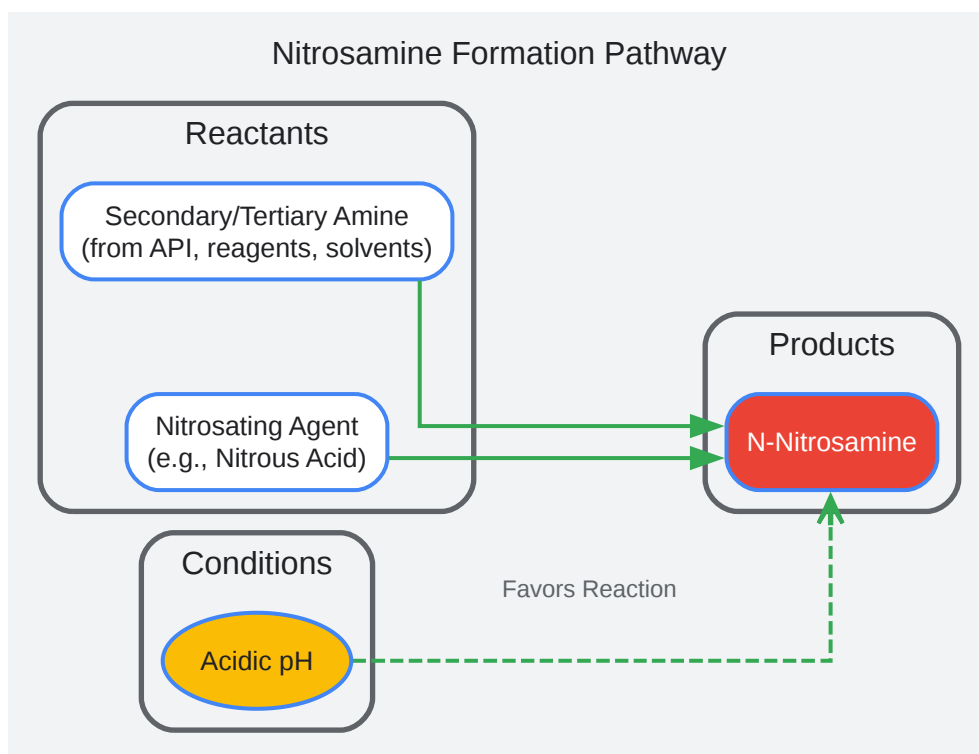 Nitrosamine Formation Pathway
Reactants
Secondary/Tertiary Amine
(from API, reagents, solvents)
Nitrosating Agent
(e.g., Nitrous Acid)
Products
N-Nitrosamine
Conditions
Acidic pH
Favors Reaction